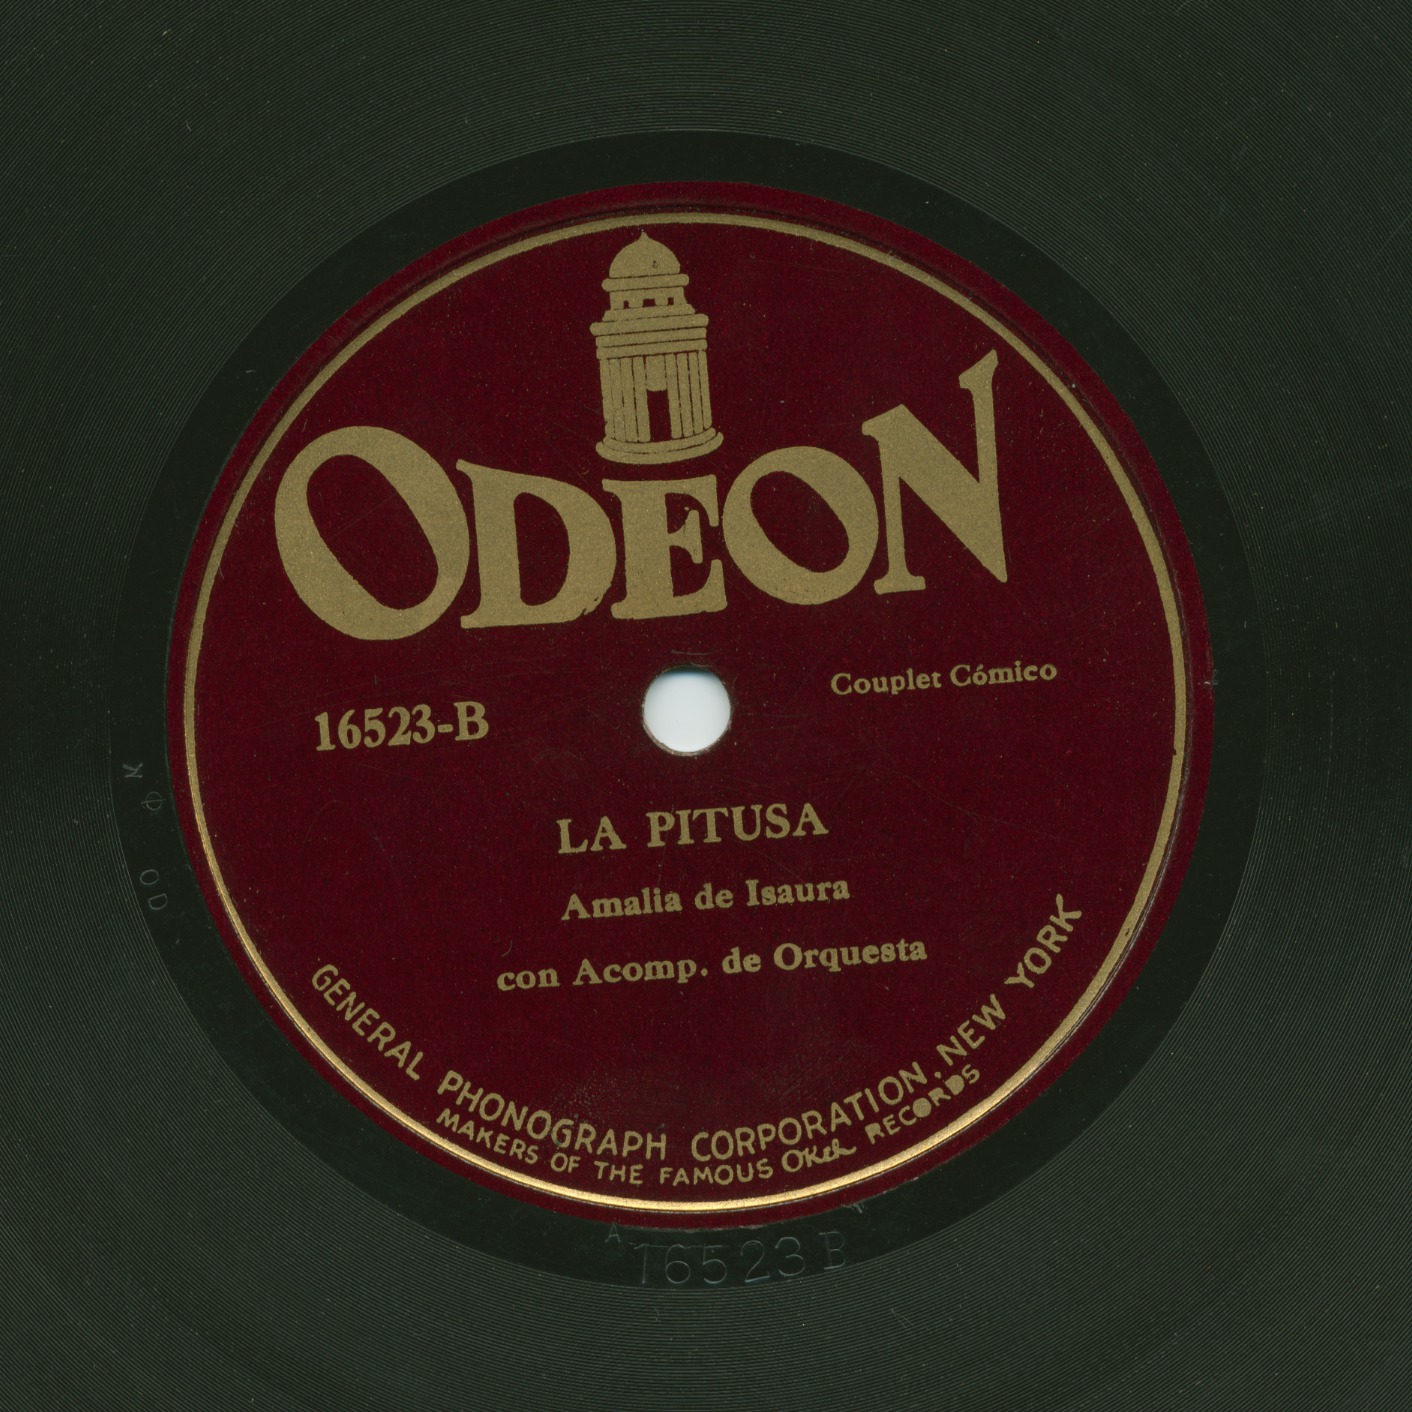 ODEON
Couplet Cómico
16523-B
LA PITUSA
Amalia de Isaura
con Acomp. de Orquesta
GENERAL PHONOGRAPH CORPORATION. NEW YORK
MAKERS OF THE FAMOUS OKeh RECORDS
A 16523 B